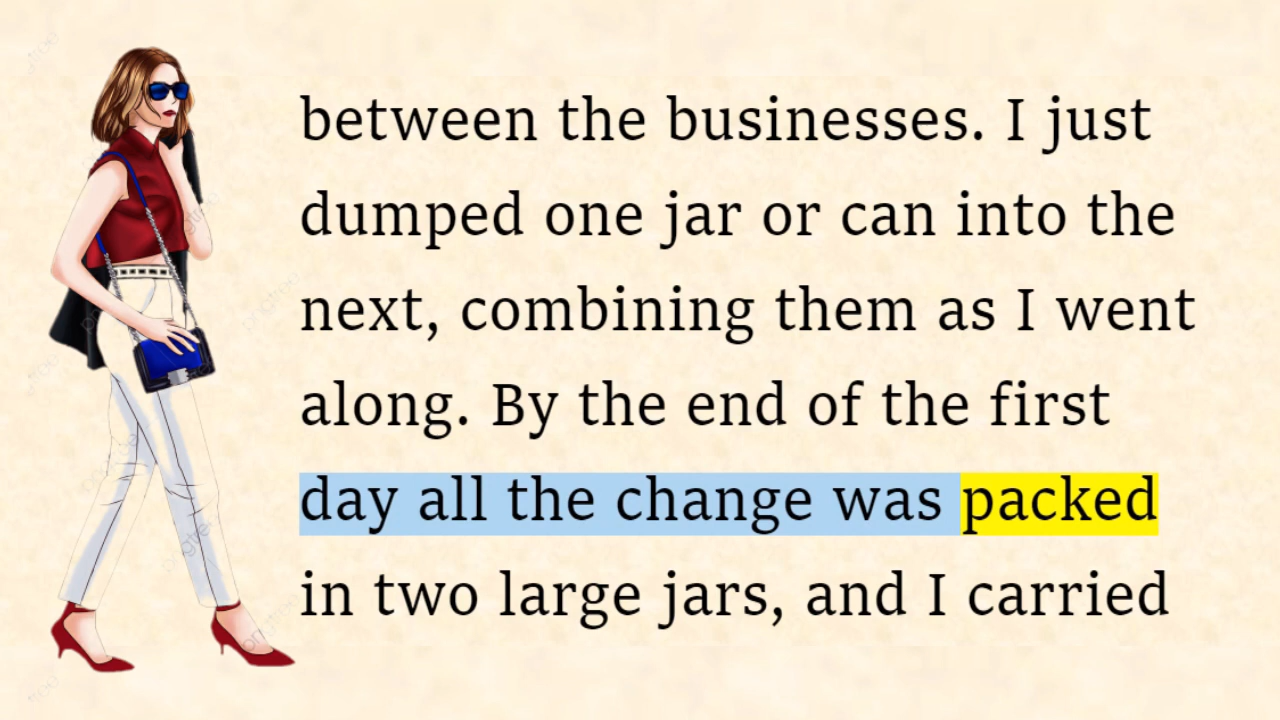 between the businesses. I just
dumped one jar or can into the
next, combining them as I went
along. By the end of the first
day all the change was packed
in two large jars, and I carried